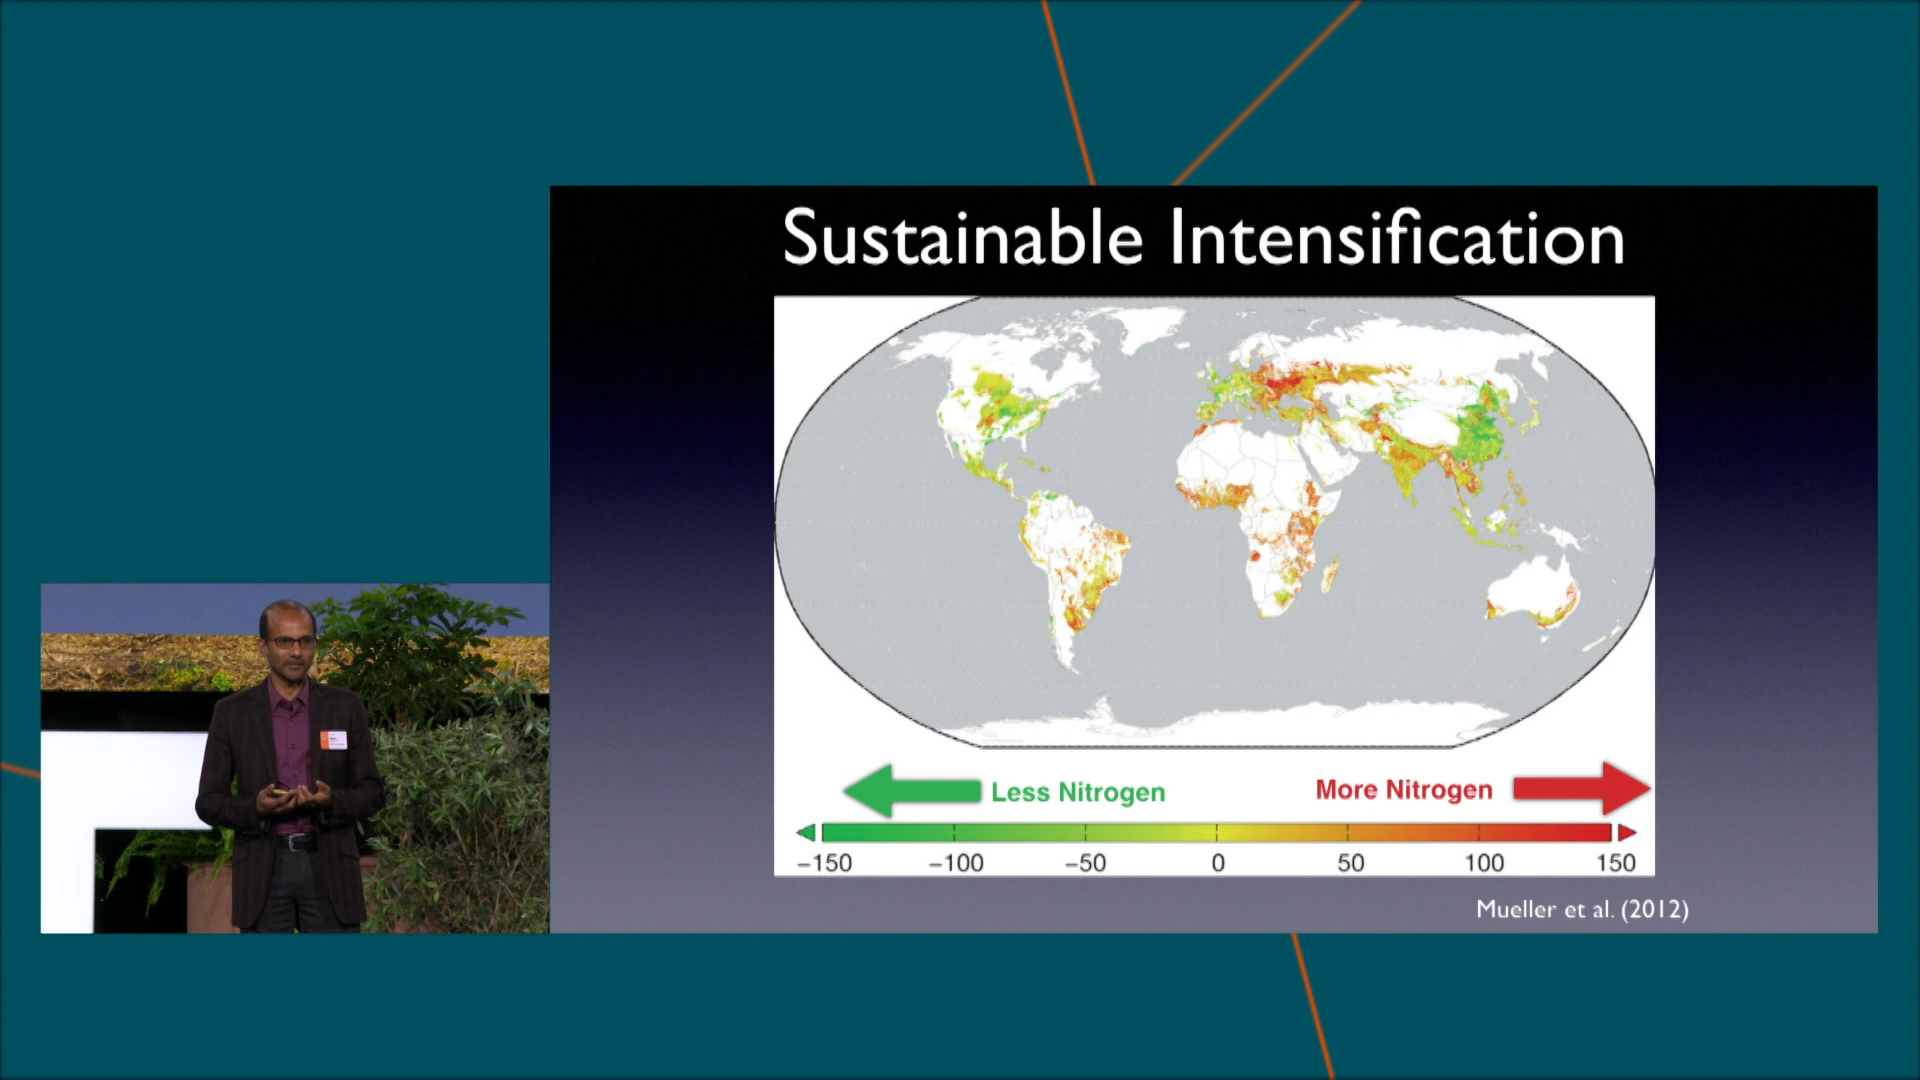 Sustainable Intensification
Less Nitrogen
More Nitrogen
−150 −100 −50 0 50 100 150
Mueller et al. (2012)